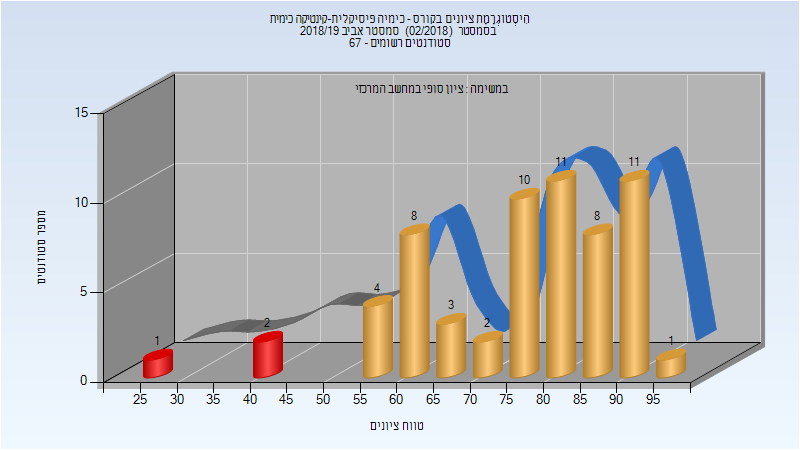 היסטוגרמת ציונים בקורס - כימיה פיסיקלית-קינטיקה כימית
בסמסטר (02/2018) סמסטר אביב 2018/19
סטודנטים רשומים - 67
במשימה : ציון סופי במחשב המרכזי
מספר סטודנטים
15
10
5
0
1
2
4
8
3
2
10
11
8
11
1
25 30 35 40 45 50 55 60 65 70 75 80 85 90 95
טווח ציונים